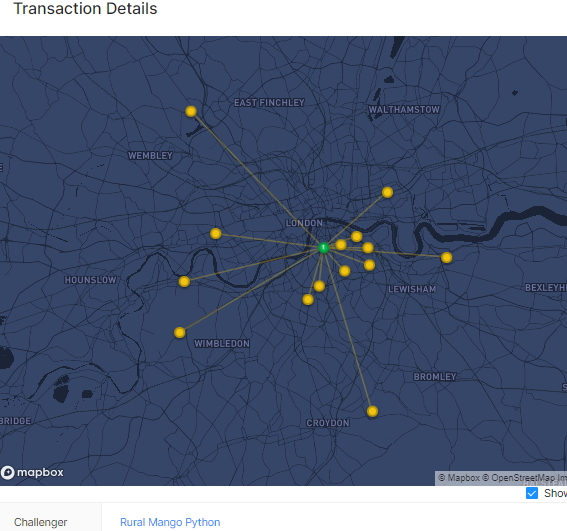 Transaction Details
EAST FINCHLEY
WALTHAMSTOW
WEMBLEY
LONDON
1
HOUNSLOW
LEWISHAM
BEXLEYH
WIMBLEDON
BROMLEY
S
BRIDGE
CROYDON
mapbox
© Mapbox © OpenStreetMap Im
Show
Challenger Rural Mango Python